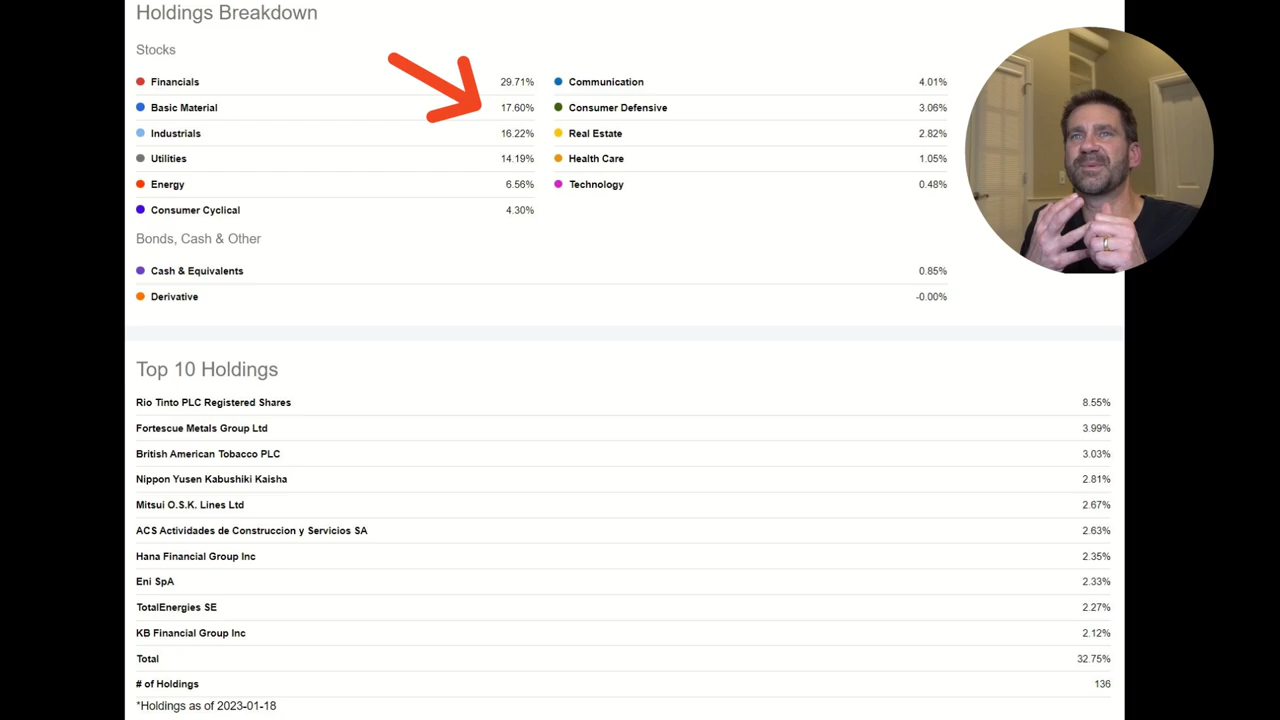 Holdings Breakdown
Stocks
Financials 29.71%
Basic Material 17.60%
Industrials 16.22%
Utilities 14.19%
Energy 6.56%
Consumer Cyclical 4.30%
Communication 4.01%
Consumer Defensive 3.06%
Real Estate 2.82%
Health Care 1.05%
Technology 0.48%
Bonds, Cash & Other
Cash & Equivalents 0.85%
Derivative -0.00%
Top 10 Holdings
Rio Tinto PLC Registered Shares 8.55%
Fortescue Metals Group Ltd 3.99%
British American Tobacco PLC 3.03%
Nippon Yusen Kabushiki Kaisha 2.81%
Mitsui O.S.K. Lines Ltd 2.67%
ACS Actividades de Construccion y Servicios SA 2.63%
Hana Financial Group Inc 2.35%
Eni SpA 2.33%
TotalEnergies SE 2.27%
KB Financial Group Inc 2.12%
Total 32.75%
# of Holdings 136
*Holdings as of 2023-01-18